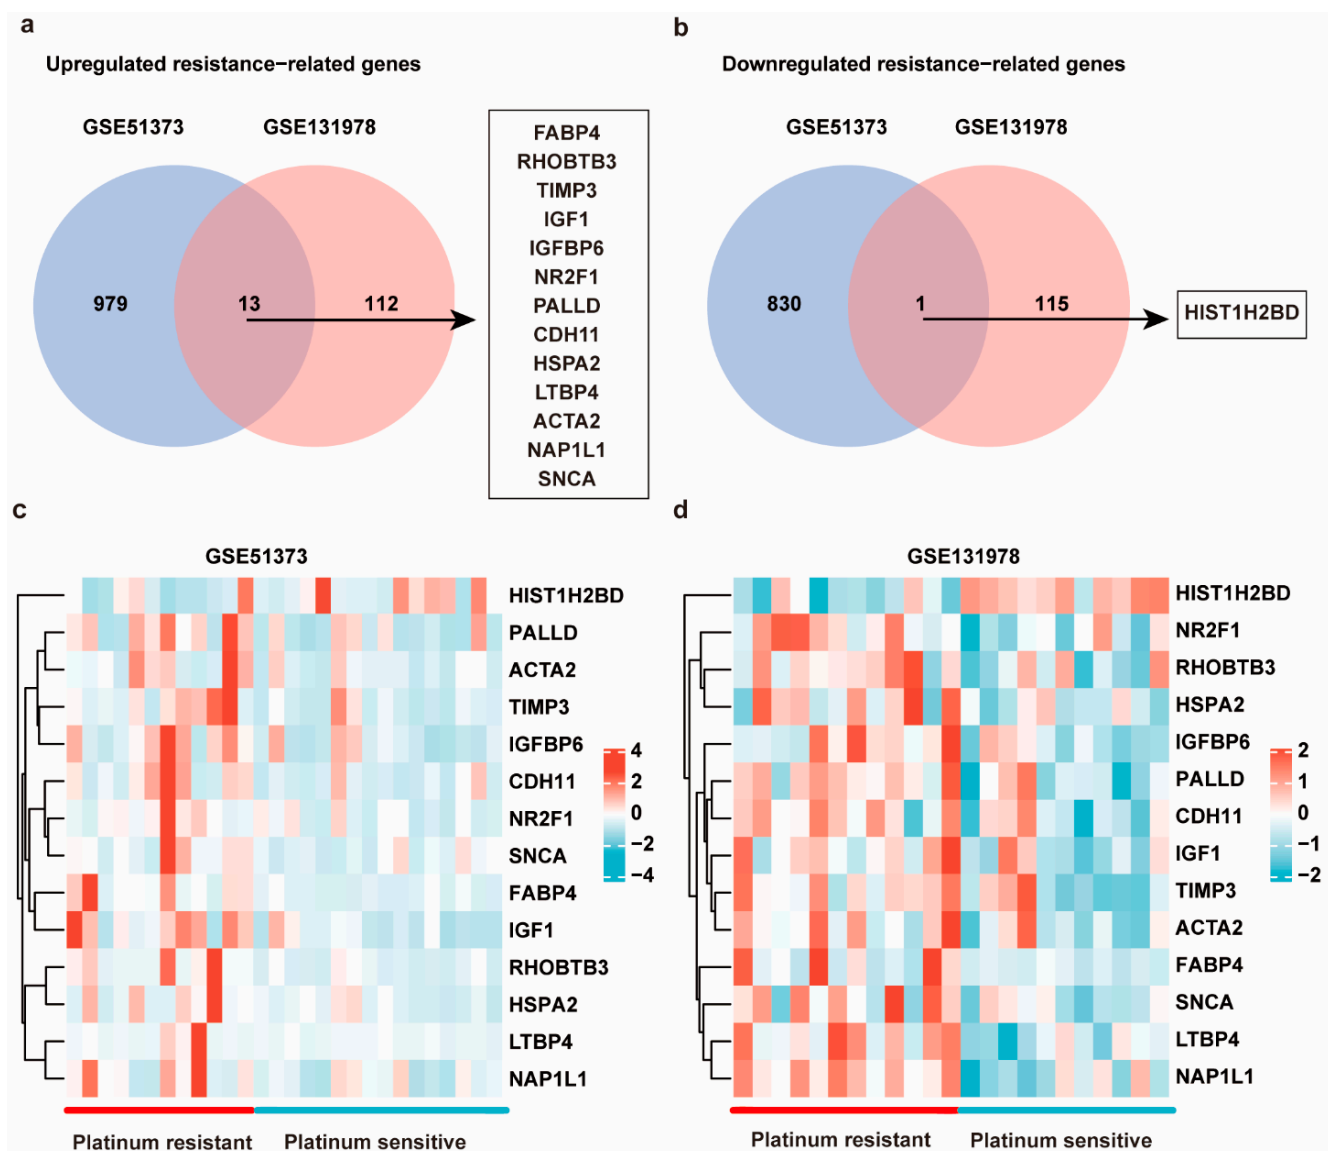 a
Upregulated resistance−related genes
GSE51373 GSE131978
979 13 112
FABP4
RHOBTB3
TIMP3
IGF1
IGFBP6
NR2F1
PALLD
CDH11
HSPA2
LTBP4
ACTA2
NAP1L1
SNCA
b
Downregulated resistance−related genes
GSE51373 GSE131978
830 1 115
HIST1H2BD
c
GSE51373
HIST1H2BD
PALLD
ACTA2
TIMP3
IGFBP6
CDH11
NR2F1
SNCA
FABP4
IGF1
RHOBTB3
HSPA2
LTBP4
NAP1L1
4
2
0
−2
−4
Platinum resistant Platinum sensitive
d
GSE131978
HIST1H2BD
NR2F1
RHOBTB3
HSPA2
IGFBP6
PALLD
CDH11
IGF1
TIMP3
ACTA2
FABP4
SNCA
LTBP4
NAP1L1
2
1
0
−1
−2
Platinum resistant Platinum sensitive